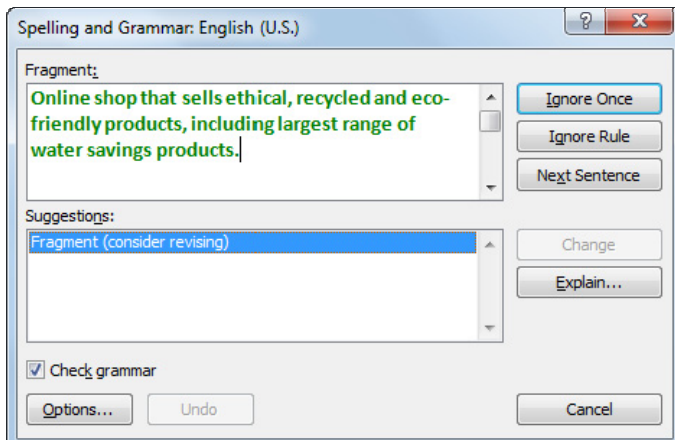 Spelling and Grammar: English (U.S.)
Fragment:
Online shop that sells ethical, recycled and eco-
friendly products, including largest range of
water savings products.
Ignore Once
Ignore Rule
Next Sentence
Suggestions:
Fragment (consider revising)
Change
Explain...
Check grammar
Options...
Undo
Cancel